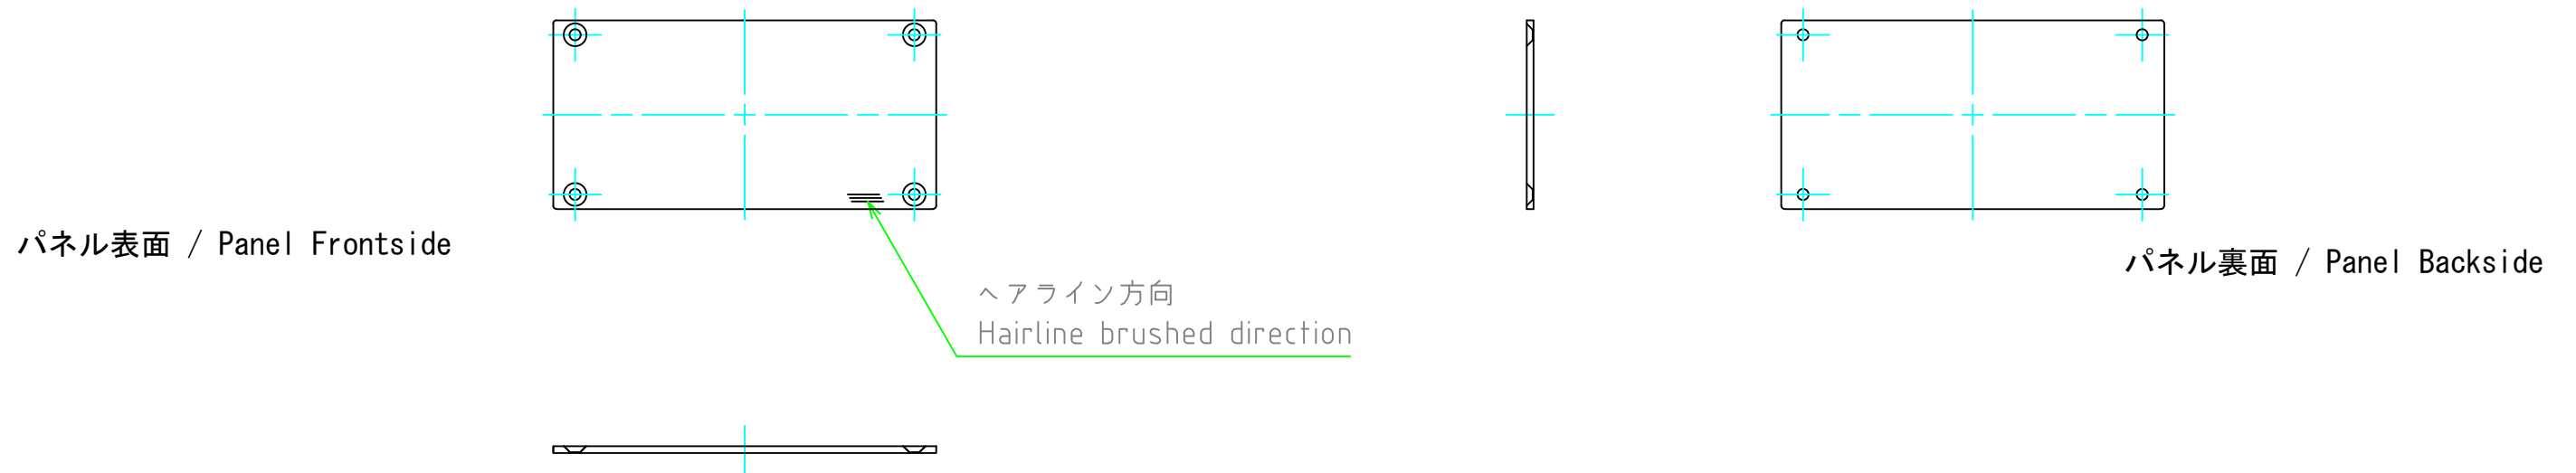 パネル表面 / Panel Frontside
ヘアライン方向
Hairline brushed direction
パネル裏面 / Panel Backside